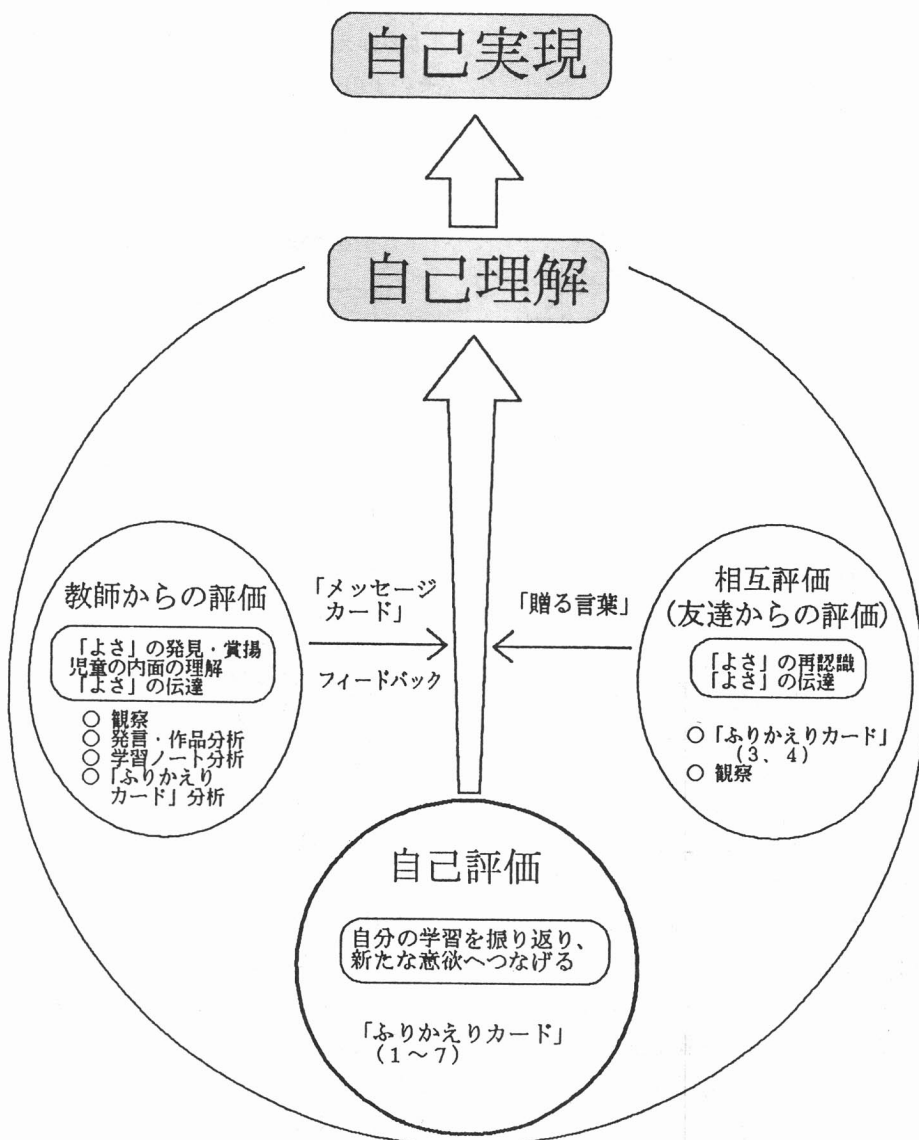 自己実現
自己理解
教師からの評価
「よさ」の発見・賞揚
児童の内面の理解
「よさ」の伝達
○ 観察
○ 発言・作品分析
○ 学習ノート分析
○ 「ふりかえり
カード」分析
「メッセージ
カード」
フィードバック
「贈る言葉」
相互評価
(友達からの評価)
「よさ」の再認識
「よさ」の伝達
○ 「ふりかえりカード」
(3、4)
○ 観察
自己評価
自分の学習を振り返り、
新たな意欲へつなげる
「ふりかえりカード」
(1～7)